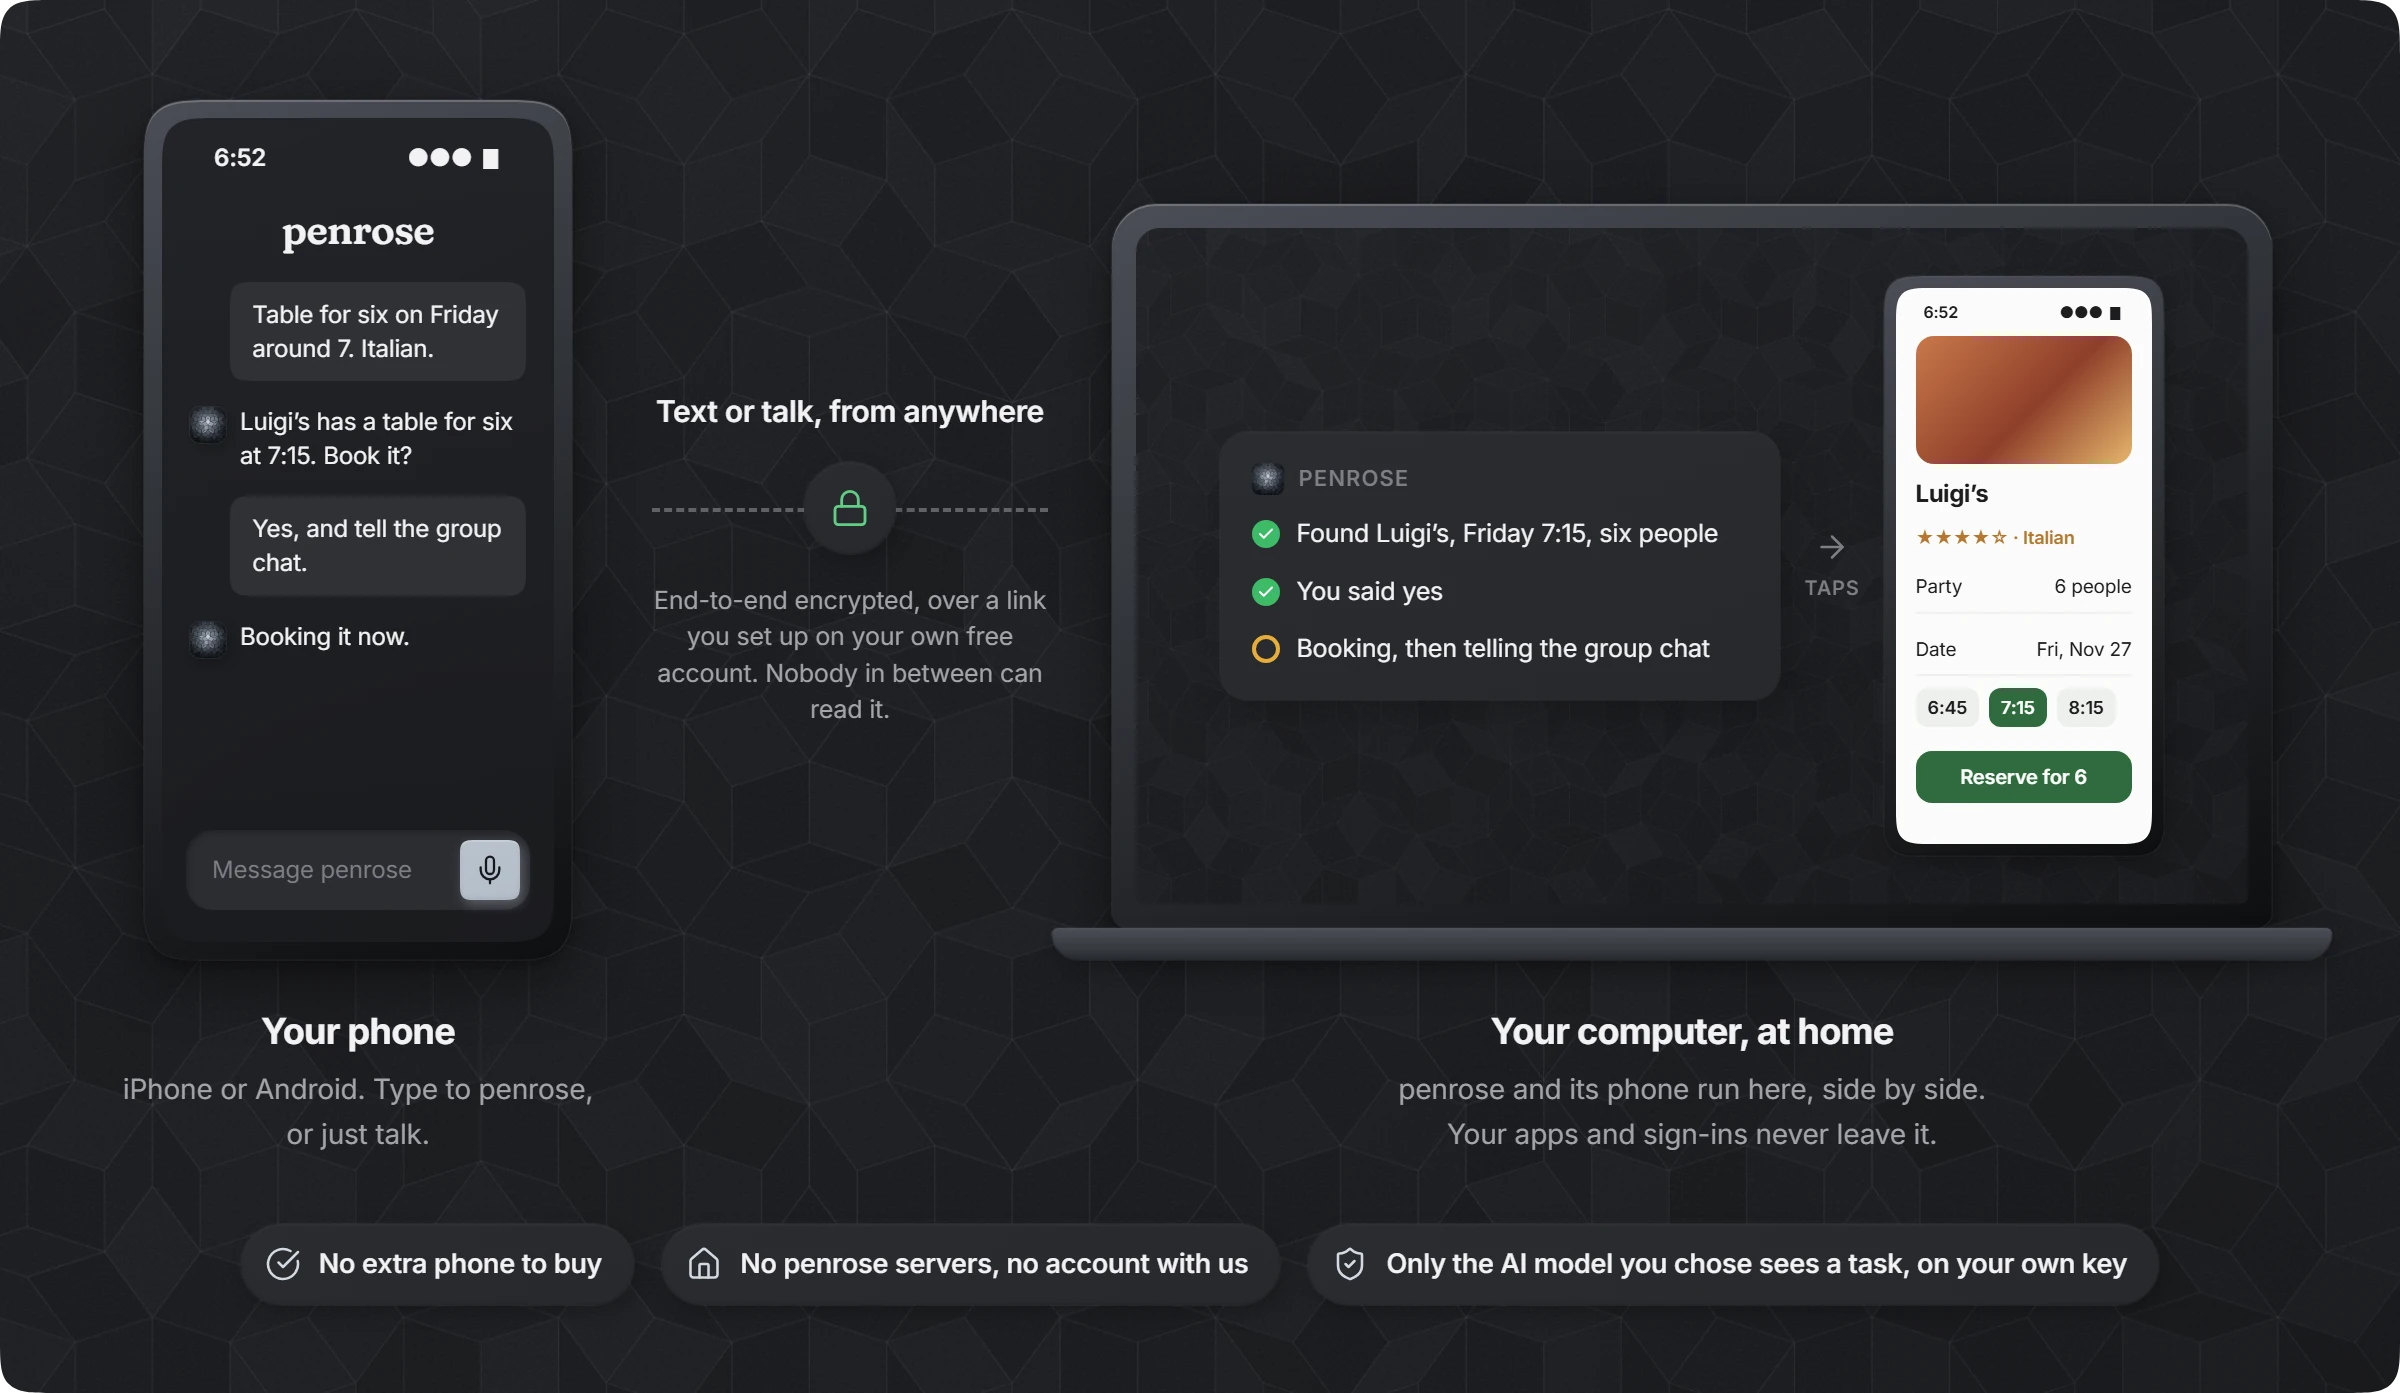 6:52
penrose
Table for six on Friday
around 7. Italian.
Luigi’s has a table for six
at 7:15. Book it?
Yes, and tell the group
chat.
Booking it now.
Message penrose
Text or talk, from anywhere
End-to-end encrypted, over a link
you set up on your own free
account. Nobody in between can
read it.
PENROSE
Found Luigi’s, Friday 7:15, six people
You said yes
Booking, then telling the group chat
TAPS
6:52
Luigi’s
★★★★☆ · Italian
Party 6 people
Date Fri, Nov 27
6:45 7:15 8:15
Reserve for 6
Your phone
iPhone or Android. Type to penrose,
or just talk.
Your computer, at home
penrose and its phone run here, side by side.
Your apps and sign-ins never leave it.
No extra phone to buy
No penrose servers, no account with us
Only the AI model you chose sees a task, on your own key